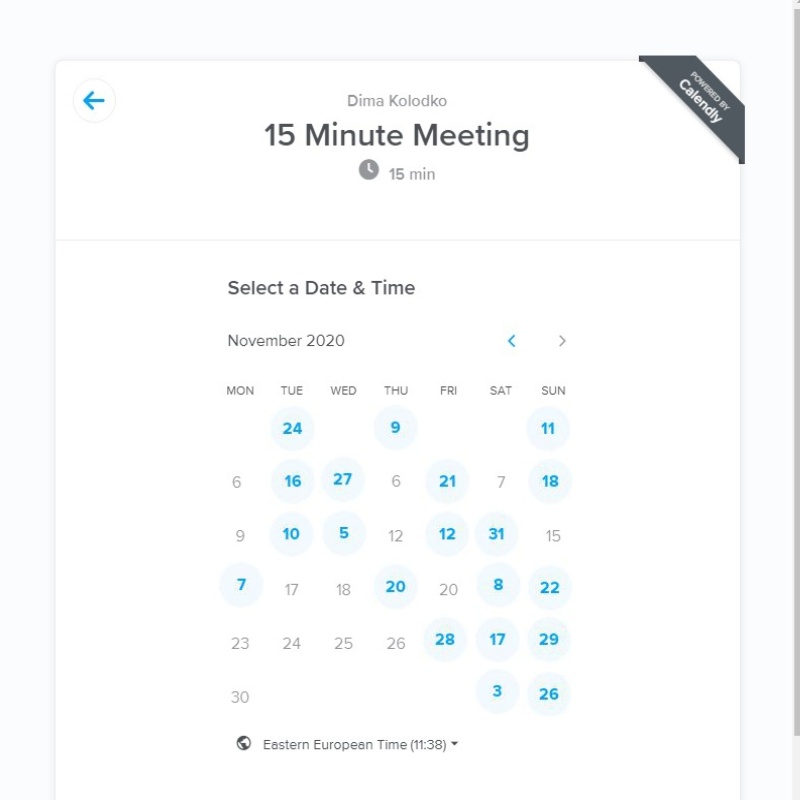 Dima Kolodko
POWERED BY
Calendly
15 Minute Meeting
15 min
Select a Date & Time
November 2020
MON TUE WED THU FRI SAT SUN
24 9 11
6 16 27 6 21 7 18
9 10 5 12 12 31 15
7 17 18 20 20 8 22
23 24 25 26 28 17 29
30 3 26
Eastern European Time (11:38)